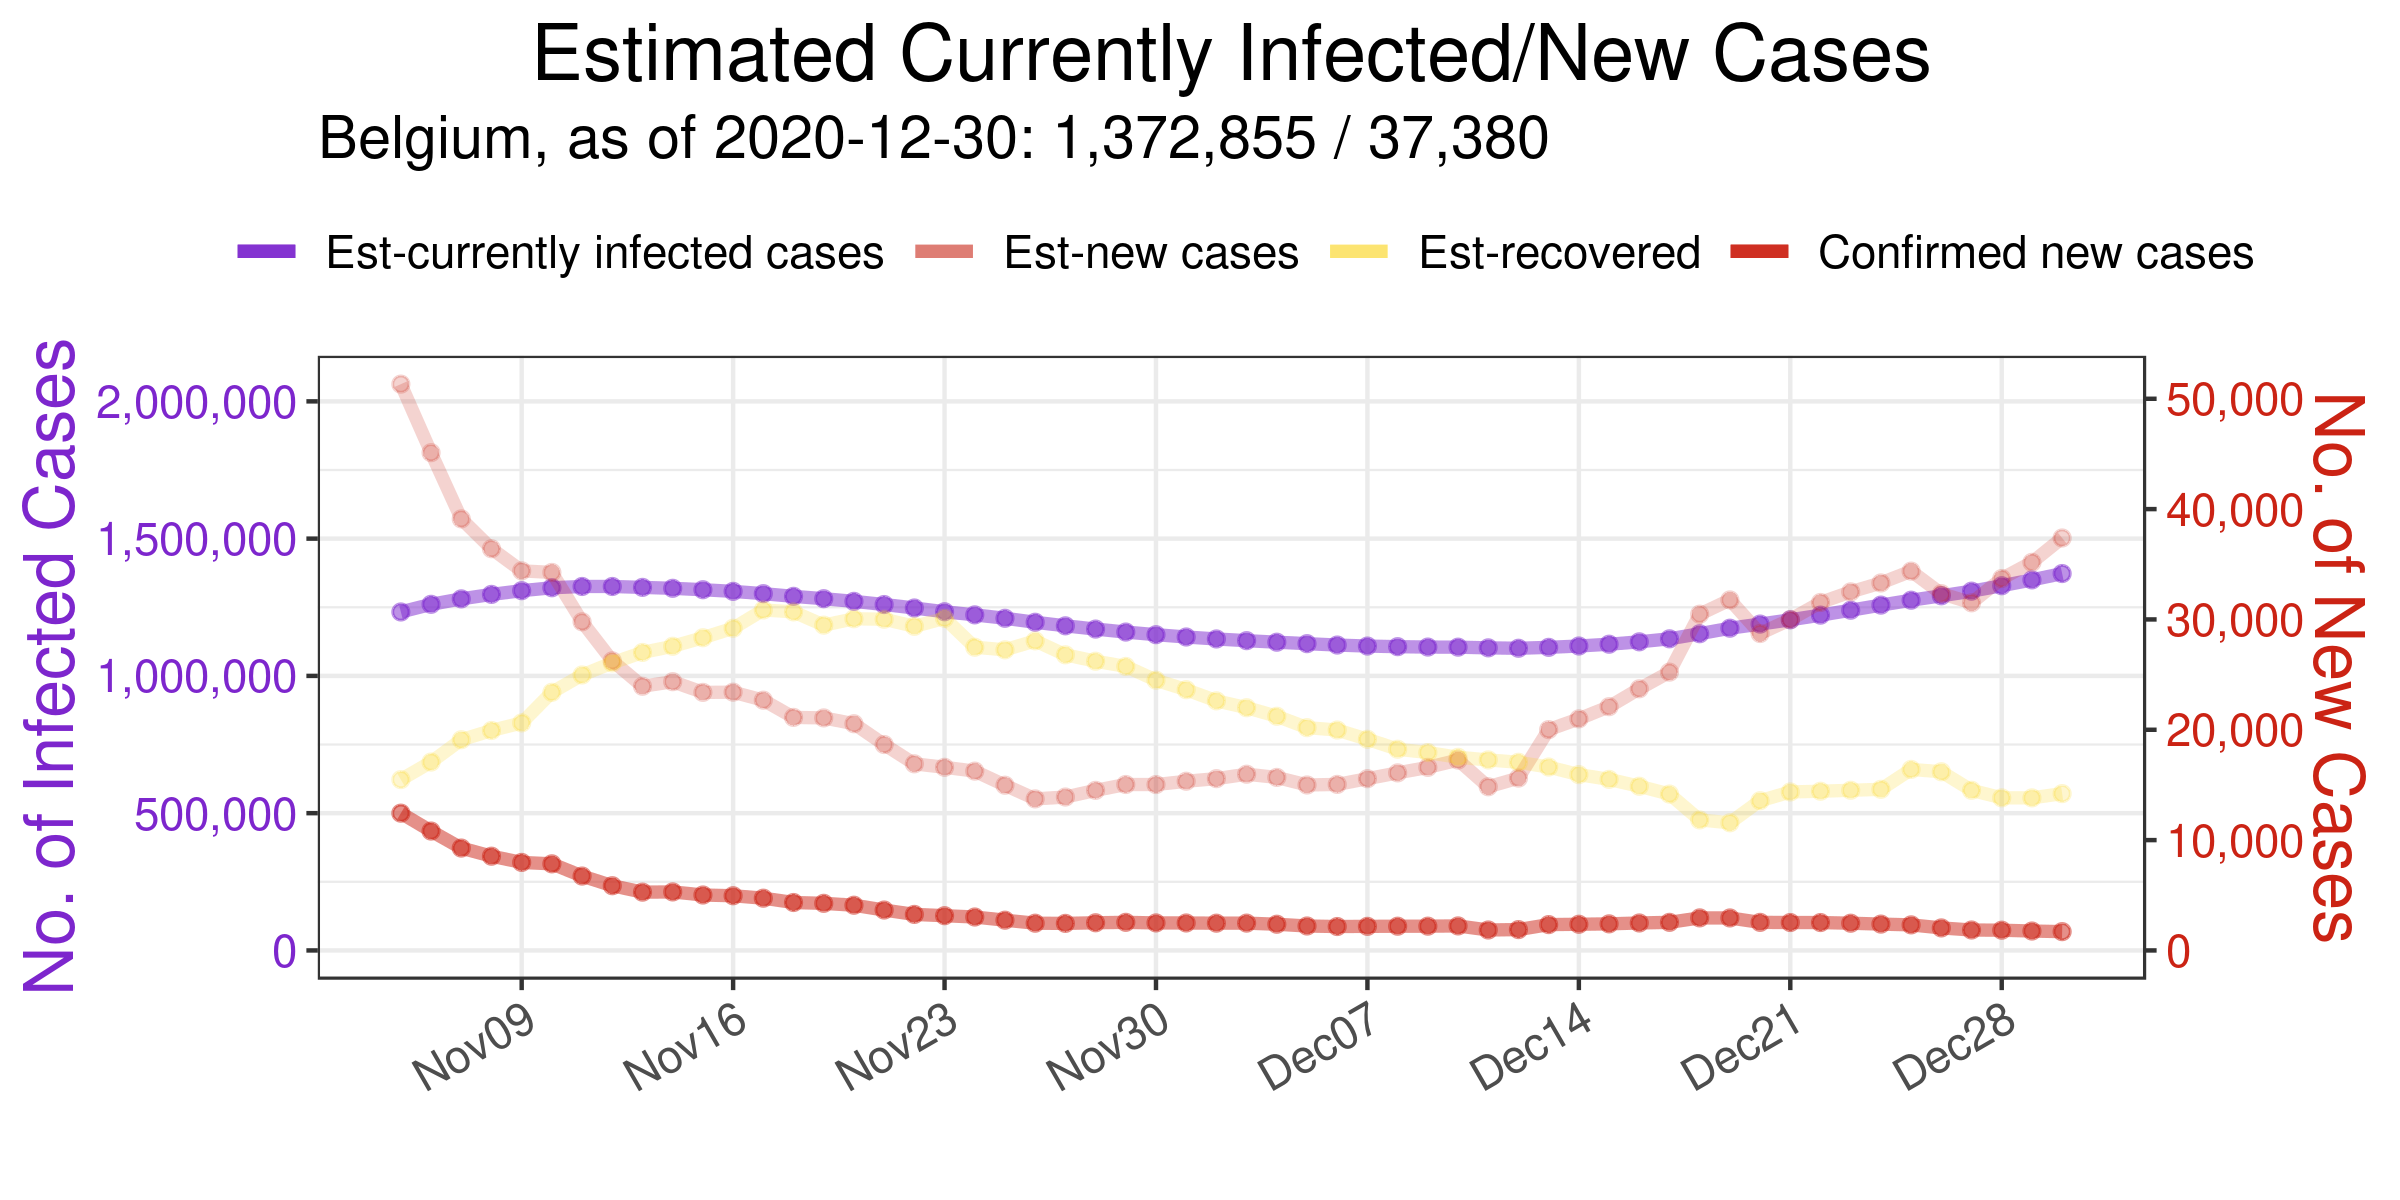 Estimated Currently Infected/New Cases
Belgium, as of 2020-12-30: 1,372,855 / 37,380
Est-currently infected cases Est-new cases Est-recovered Confirmed new cases
No. of Infected Cases
2,000,000
1,500,000
1,000,000
500,000
0
50,000
40,000
30,000
20,000
10,000
0
No. of New Cases
Nov09 Nov16 Nov23 Nov30 Dec07 Dec14 Dec21 Dec28